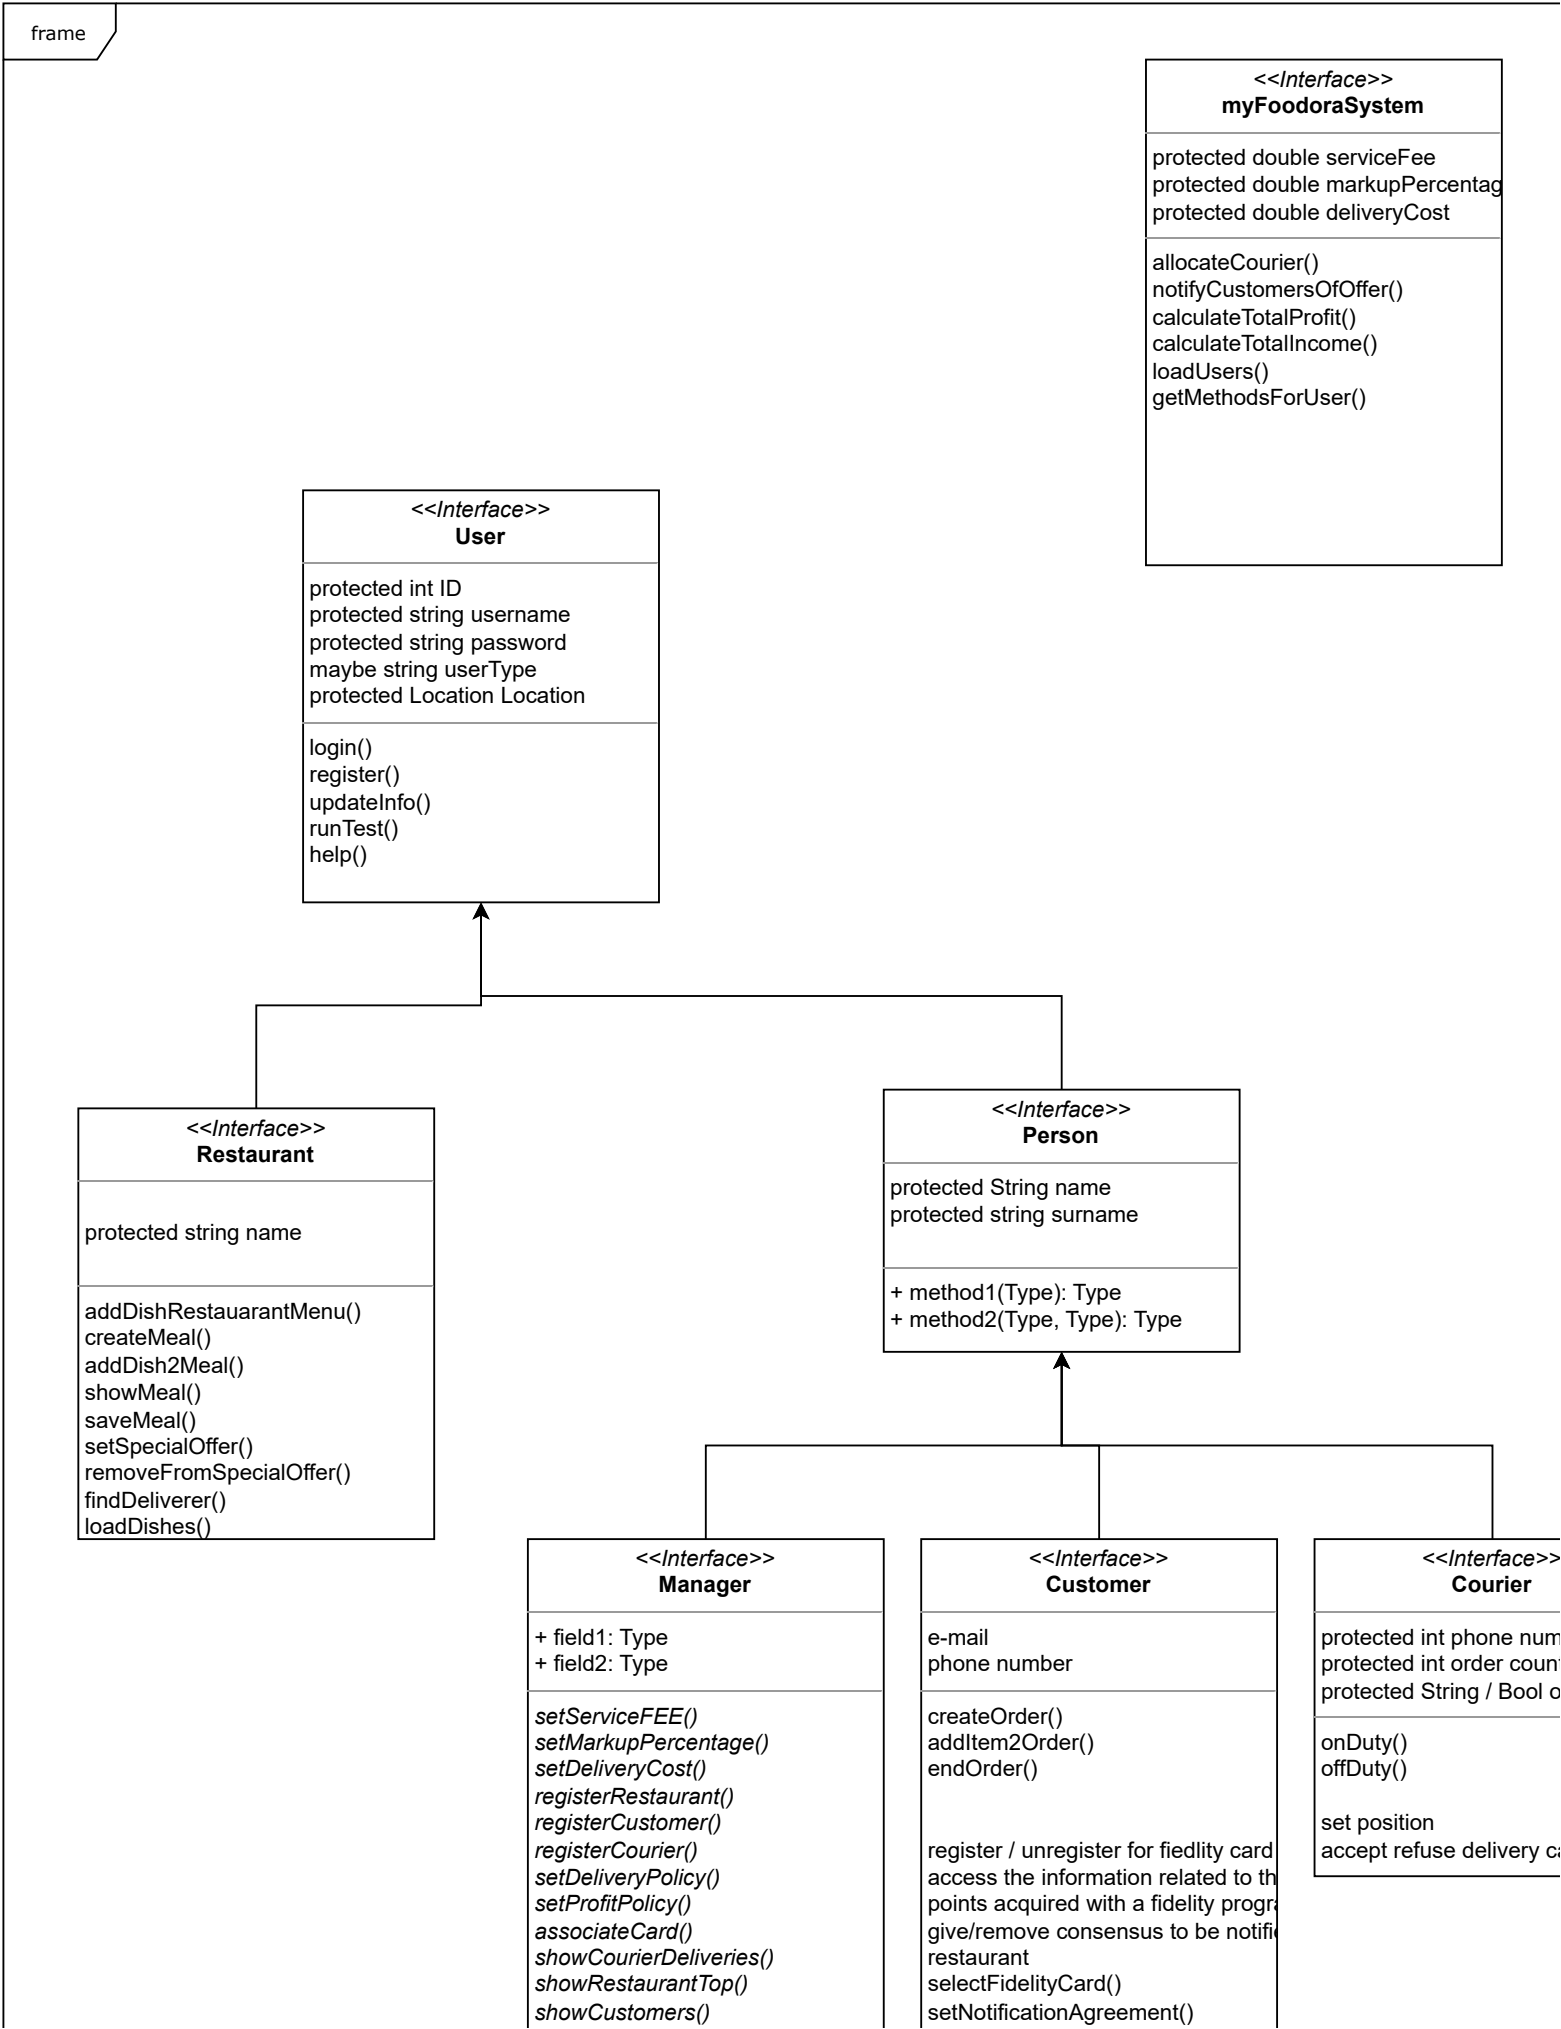 frame
<<Interface>>
myFoodoraSystem
protected double serviceFee
protected double markupPercentag
protected double deliveryCost
allocateCourier()
notifyCustomersOfOffer()
calculateTotalProfit()
calculateTotalIncome()
loadUsers()
getMethodsForUser()
<<Interface>>
User
protected int ID
protected string username
protected string password
maybe string userType
protected Location Location
login()
register()
updateInfo()
runTest()
help()
<<Interface>>
Restaurant
protected string name
addDishRestauarantMenu()
createMeal()
addDish2Meal()
showMeal()
saveMeal()
setSpecialOffer()
removeFromSpecialOffer()
findDeliverer()
loadDishes()
<<Interface>>
Person
protected String name
protected string surname
+ method1(Type): Type
+ method2(Type, Type): Type
<<Interface>>
Manager
+ field1: Type
+ field2: Type
setServiceFEE()
setMarkupPercentage()
setDeliveryCost()
registerRestaurant()
registerCustomer()
registerCourier()
setDeliveryPolicy()
setProfitPolicy()
associateCard()
showCourierDeliveries()
showRestaurantTop()
showCustomers()
<<Interface>>
Customer
e-mail
phone number
createOrder()
addItem2Order()
endOrder()
register / unregister for fiedlity card
access the information related to th
points acquired with a fidelity progra
give/remove consensus to be notifie
restaurant
selectFidelityCard()
setNotificationAgreement()
<<Interface>>
Courier
protected int phone num
protected int order coun
protected String / Bool o
onDuty()
offDuty()
set position
accept refuse delivery ca